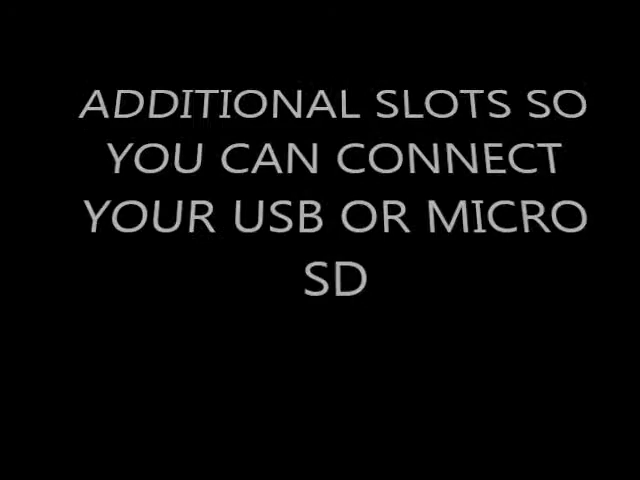 ADDITIONAL SLOTS SO
YOU CAN CONNECT
YOUR USB OR MICRO
SD